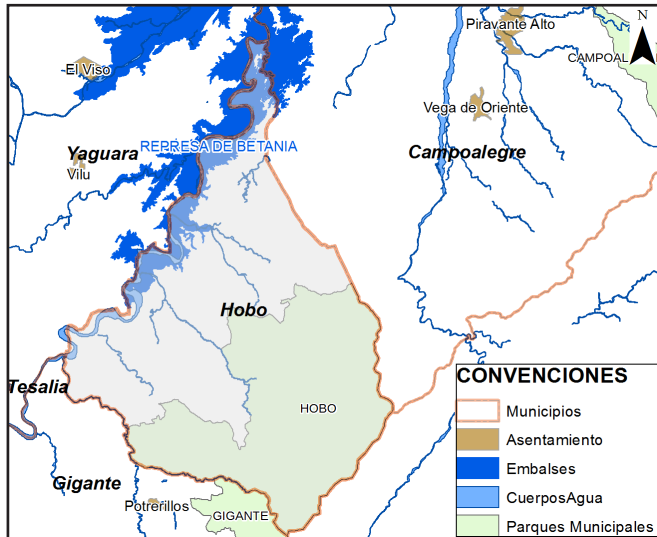 Piravante Alto
N
CAMPOAL
El Viso
Vega de Oriente
REPRESA DE BETANIA
Yaguara
Campoalegre
Vilu
Hobo
Tesalia
HOBO
Gigante
Potrerillos
GIGANTE
CONVENCIONES
Municipios
Asentamiento
Embalses
CuerposAgua
Parques Municipales